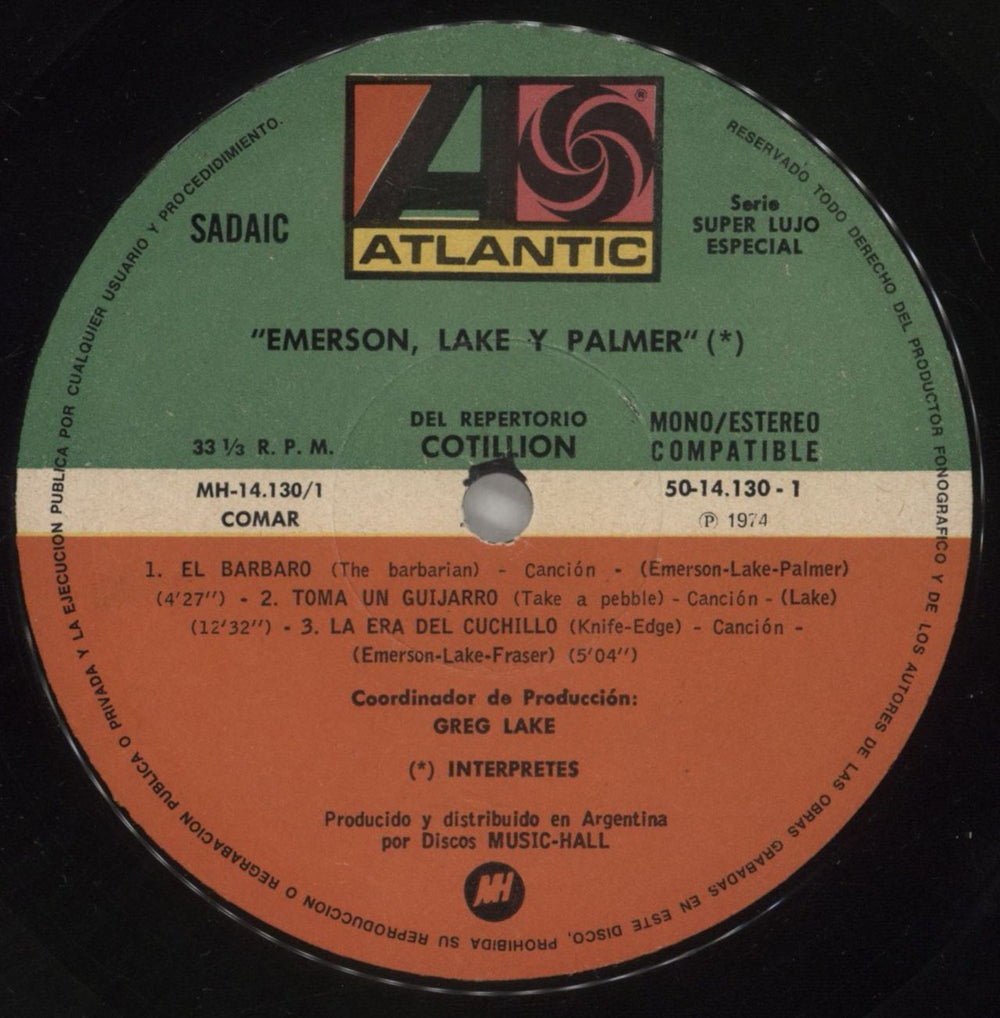 RESERVADO TODO DERECHO DEL PRODUCTOR FONOGRAFICO Y DE LOS AUTORES DE LAS OBRAS GRABADAS EN ESTE DISCO. PROHIBIDA SU REPRODUCCION O REGRABACION PUBLICA O PRIVADA Y LA EJECUCION PUBLICA POR CUALQUIER USUARIO Y PROCEDIDIMIENTO.
A
®
ATLANTIC
SADAIC
Serie
SUPER LUJO
ESPECIAL
"EMERSON, LAKE Y PALMER" (*)
33 1/3 R. P. M.
DEL REPERTORIO
COTILLION
MONO/ESTEREO
COMPATIBLE
MH-14.130/1
COMAR
50-14.130 - 1
℗ 1974
1. EL BARBARO (The barbarian) - Canción - (Emerson-Lake-Palmer)
(4'27'') - 2. TOMA UN GUIJARRO (Take a pebble) - Canción - (Lake)
(12'32'') - 3. LA ERA DEL CUCHILLO (Knife-Edge) - Canción -
(Emerson-Lake-Fraser) (5'04'')
Coordinador de Producción:
GREG LAKE
(*) INTERPRETES
Producido y distribuido en Argentina
por Discos MUSIC-HALL
MH